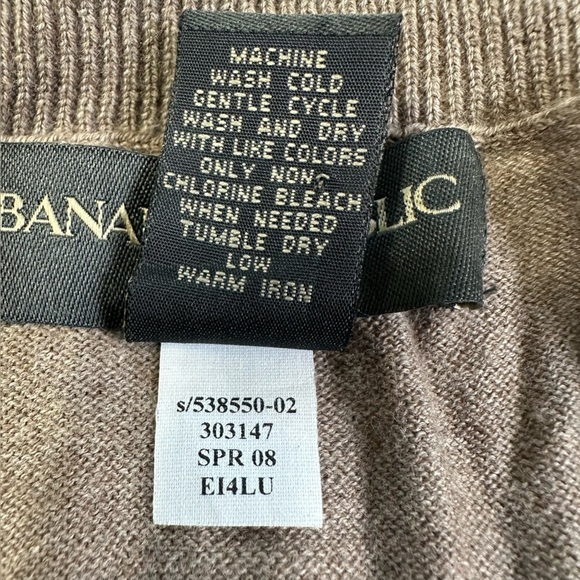 MACHINE
WASH COLD
GENTLE CYCLE
WASH AND DRY
WITH LIKE COLORS
ONLY NON
CHLORINE BLEACH
WHEN NEEDED
TUMBLE DRY
LOW
WARM IRON
BANA LIC
s/538550-02
303147
SPR 08
EI4LU